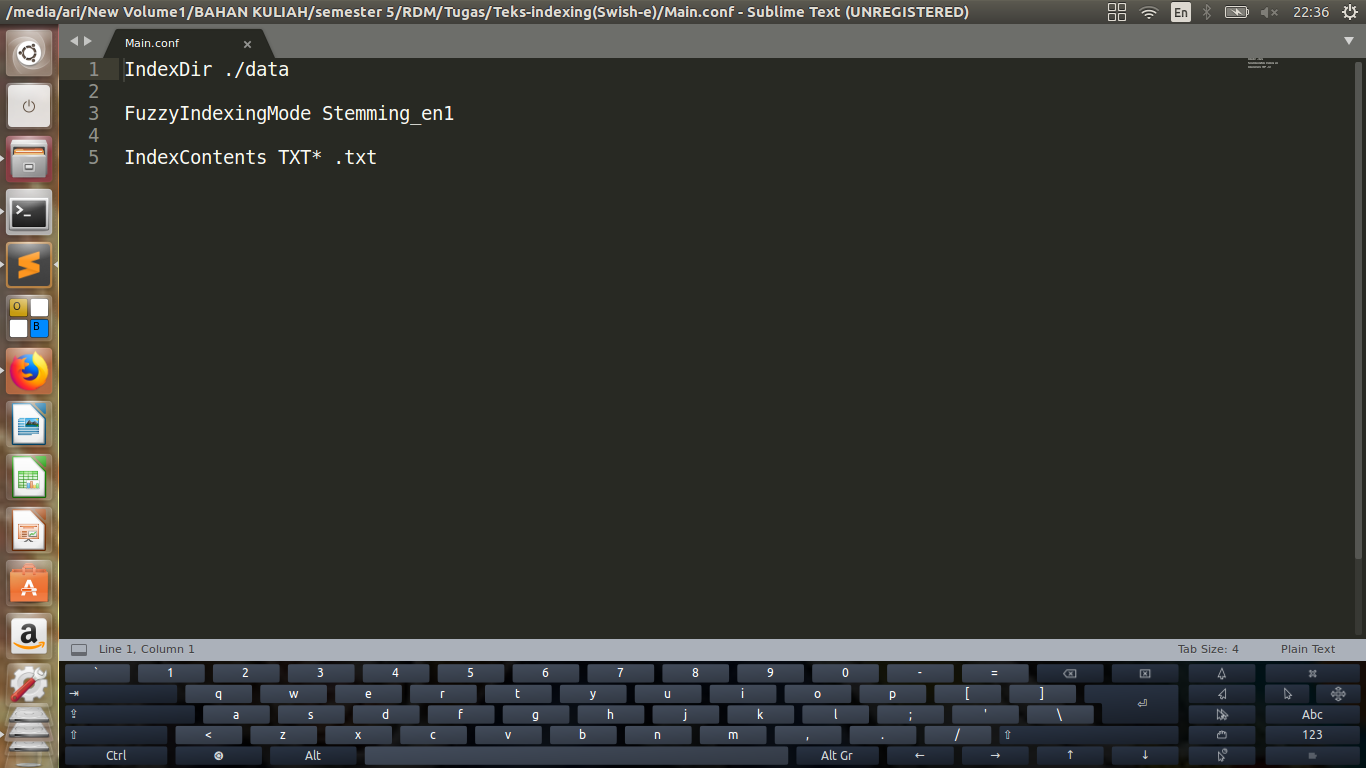 /media/ari/New Volume1/BAHAN KULIAH/semester 5/RDM/Tugas/Teks-indexing(Swish-e)/Main.conf - Sublime Text (UNREGISTERED)
En
22:36
Main.conf
1 IndexDir ./data
2
3 FuzzyIndexingMode Stemming_en1
4
5 IndexContents TXT* .txt
O
B
A
a
Line 1, Column 1
Tab Size: 4
Plain Text
` 1 2 3 4 5 6 7 8 9 0 - =
q w e r t y u i o p [ ]
a s d f g h j k l ; ' \ Abc
< z x c v b n m , . / 123
Ctrl Alt Alt Gr ← → ↑ ↓